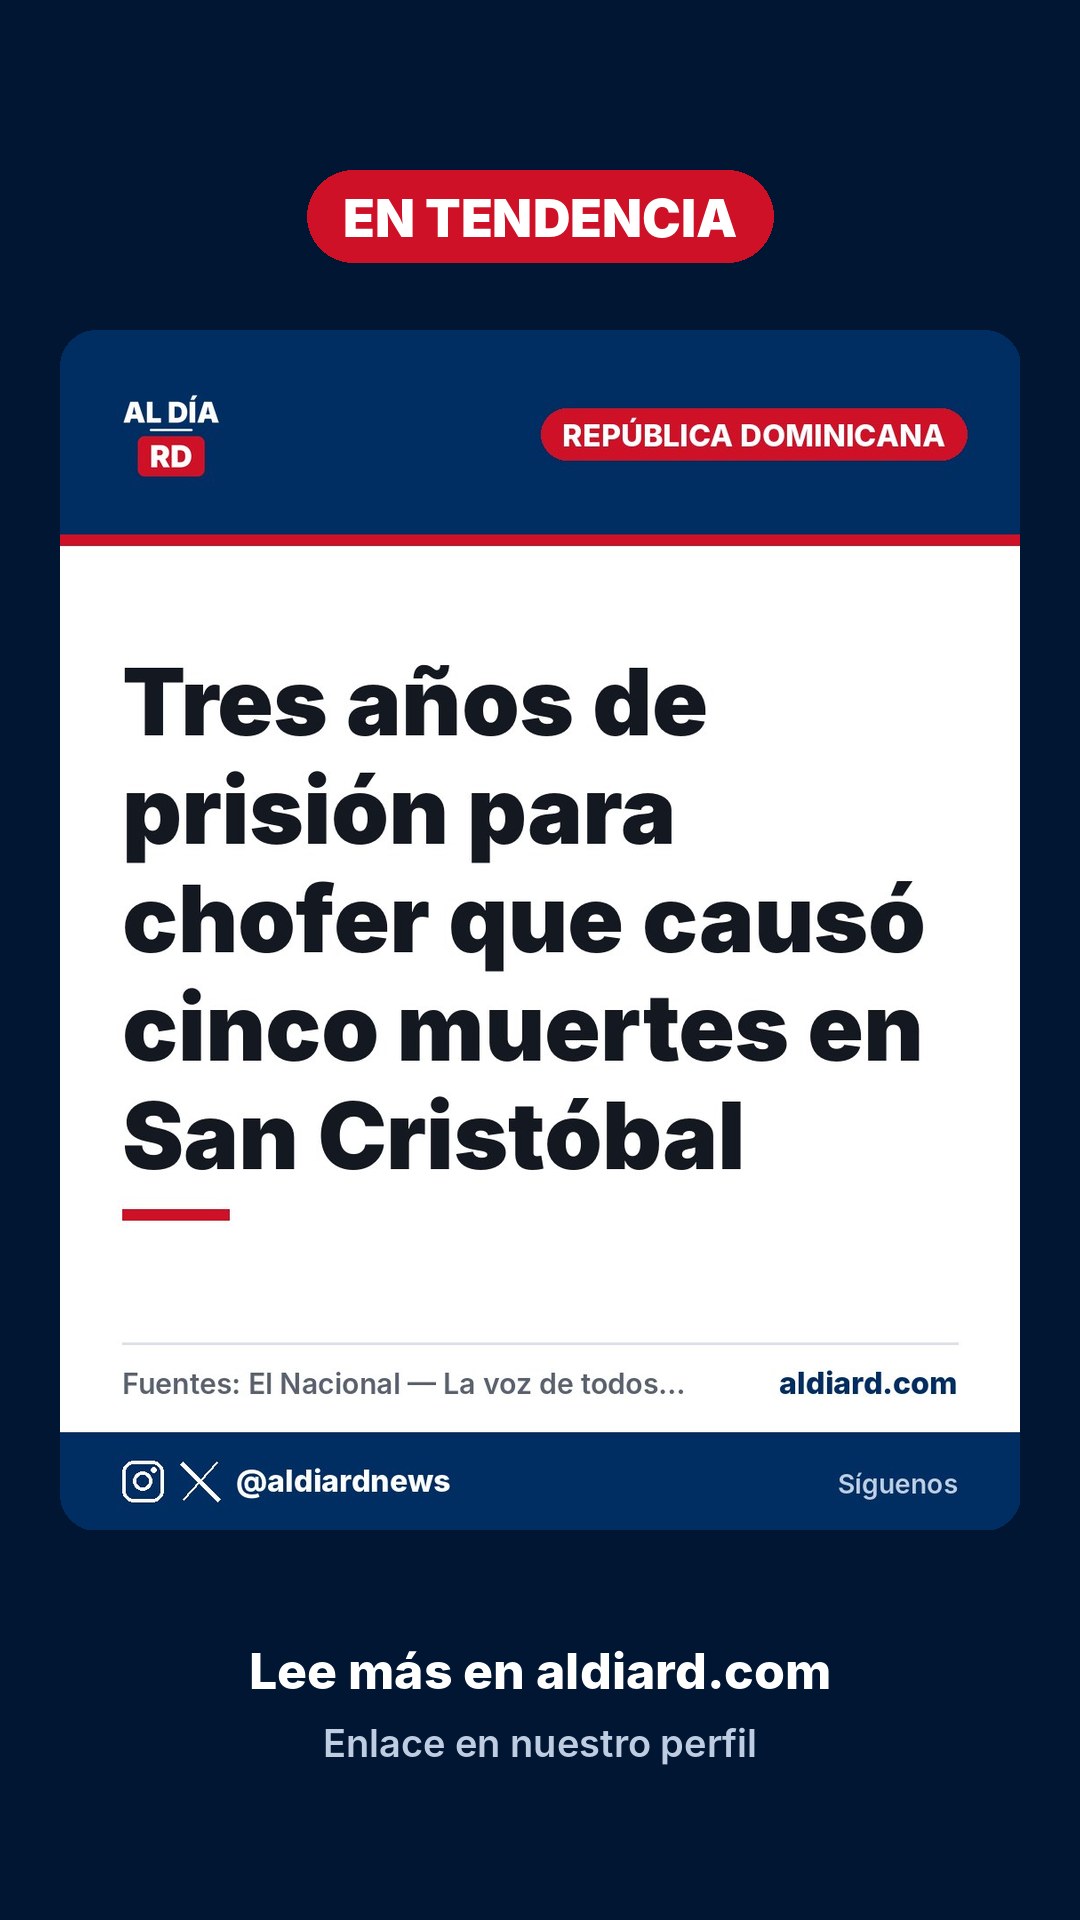 EN TENDENCIA
AL DÍA
RD
REPÚBLICA DOMINICANA
Tres años de
prisión para
chofer que causó
cinco muertes en
San Cristóbal
Fuentes: El Nacional — La voz de todos...
aldiard.com
@aldiardnews
Síguenos
Lee más en aldiard.com
Enlace en nuestro perfil